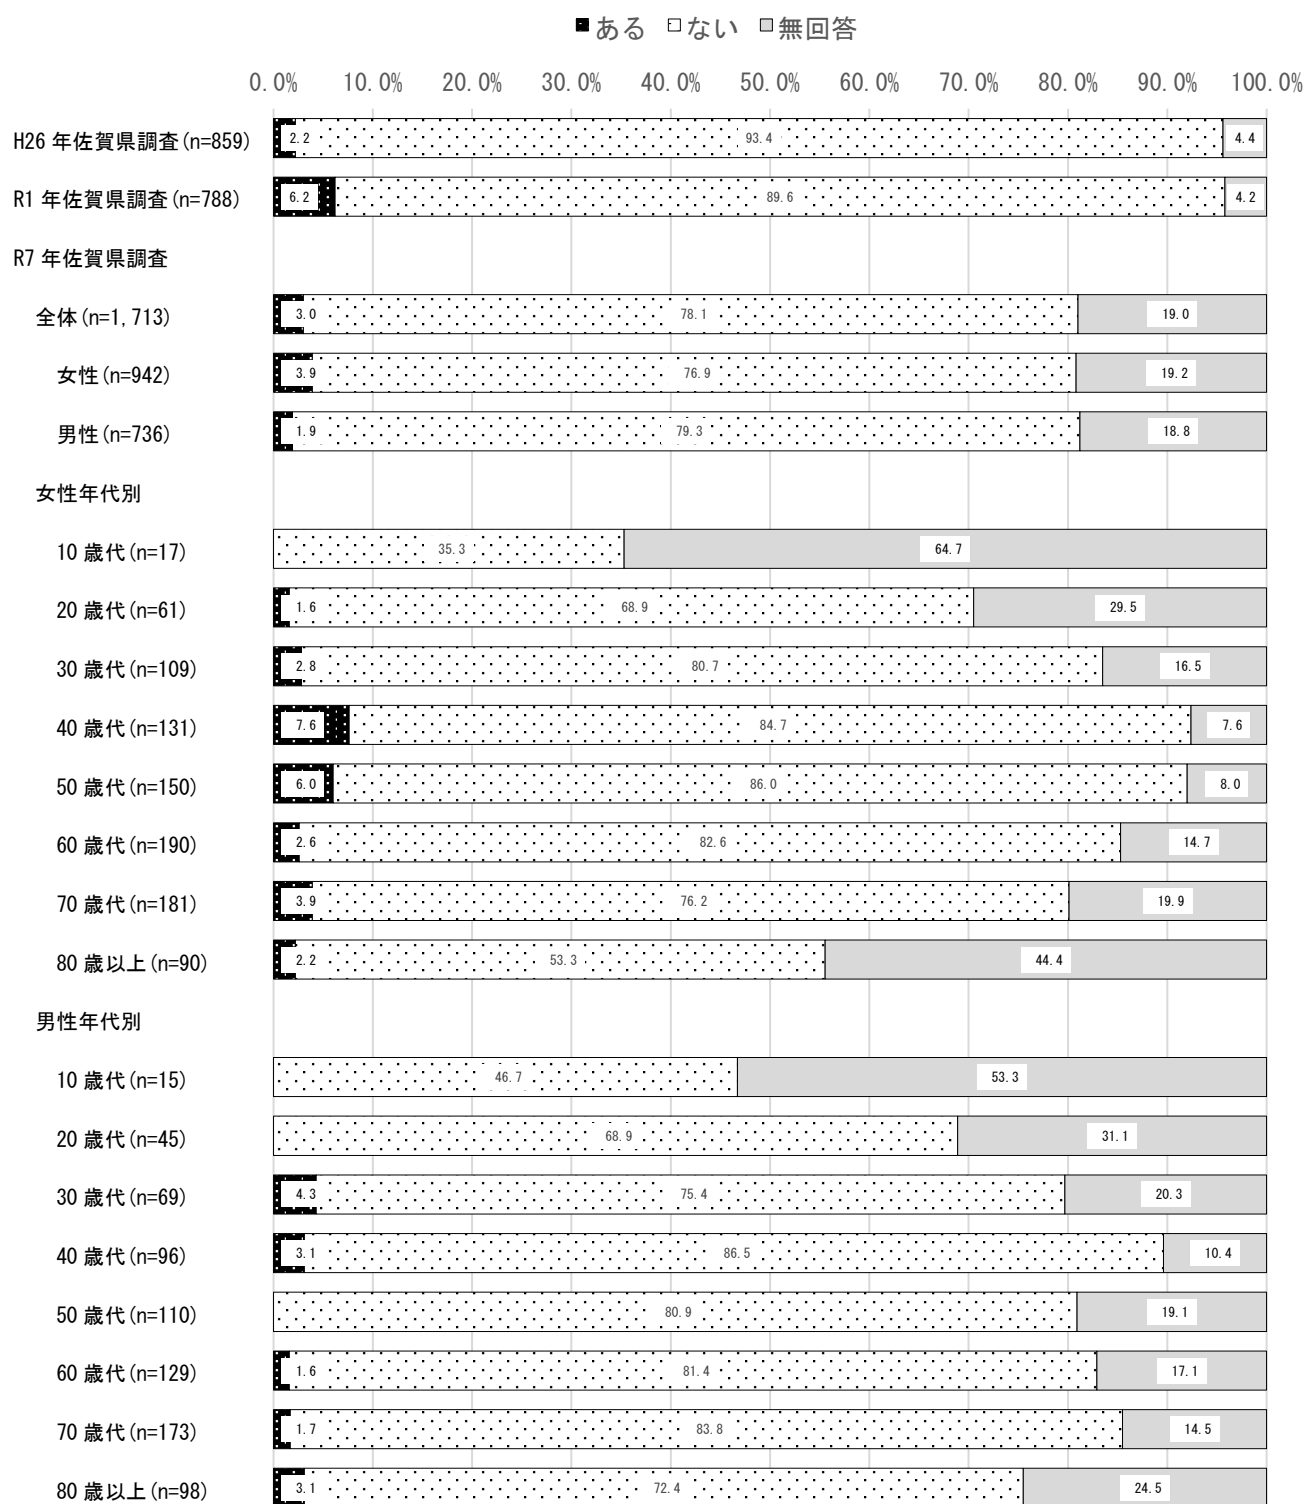 ■ある □ない ■無回答
0.0% 10.0% 20.0% 30.0% 40.0% 50.0% 60.0% 70.0% 80.0% 90.0% 100.0%
H26 年佐賀県調査(n=859) 2.2 93.4 4.4
R1 年佐賀県調査(n=788) 6.2 89.6 4.2
R7 年佐賀県調査
全体(n=1,713) 3.0 78.1 19.0
女性(n=942) 3.9 76.9 19.2
男性(n=736) 1.9 79.3 18.8
女性年代別
10 歳代(n=17) 35.3 64.7
20 歳代(n=61) 1.6 68.9 29.5
30 歳代(n=109) 2.8 80.7 16.5
40 歳代(n=131) 7.6 84.7 7.6
50 歳代(n=150) 6.0 86.0 8.0
60 歳代(n=190) 2.6 82.6 14.7
70 歳代(n=181) 3.9 76.2 19.9
80 歳以上(n=90) 2.2 53.3 44.4
男性年代別
10 歳代(n=15) 46.7 53.3
20 歳代(n=45) 68.9 31.1
30 歳代(n=69) 4.3 75.4 20.3
40 歳代(n=96) 3.1 86.5 10.4
50 歳代(n=110) 80.9 19.1
60 歳代(n=129) 1.6 81.4 17.1
70 歳代(n=173) 1.7 83.8 14.5
80 歳以上(n=98) 3.1 72.4 24.5